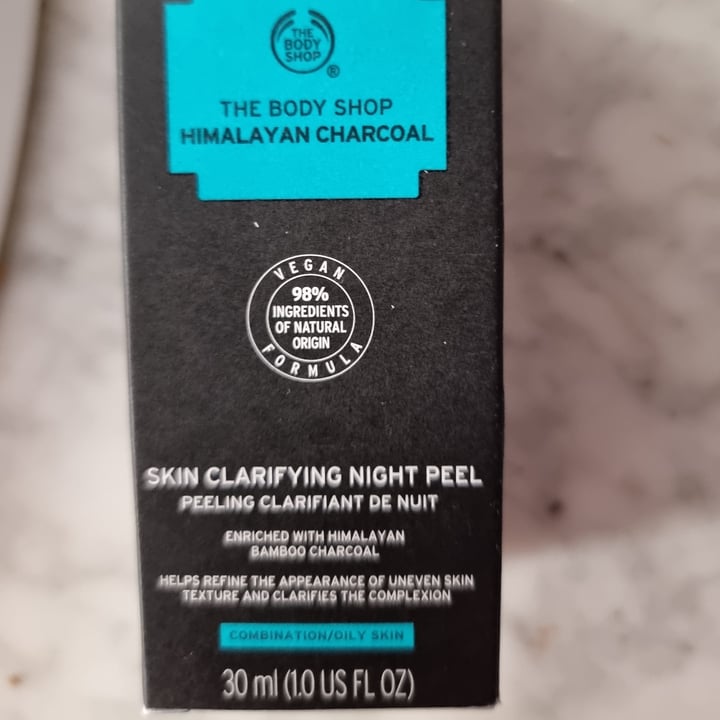 THE
BODY
SHOP
®
THE BODY SHOP
HIMALAYAN CHARCOAL
VEGAN
98%
INGREDIENTS
OF NATURAL
ORIGIN
FORMULA
SKIN CLARIFYING NIGHT PEEL
PEELING CLARIFIANT DE NUIT
ENRICHED WITH HIMALAYAN
BAMBOO CHARCOAL
HELPS REFINE THE APPEARANCE OF UNEVEN SKIN
TEXTURE AND CLARIFIES THE COMPLEXION
COMBINATION/OILY SKIN
30 ml (1.0 US FL OZ)